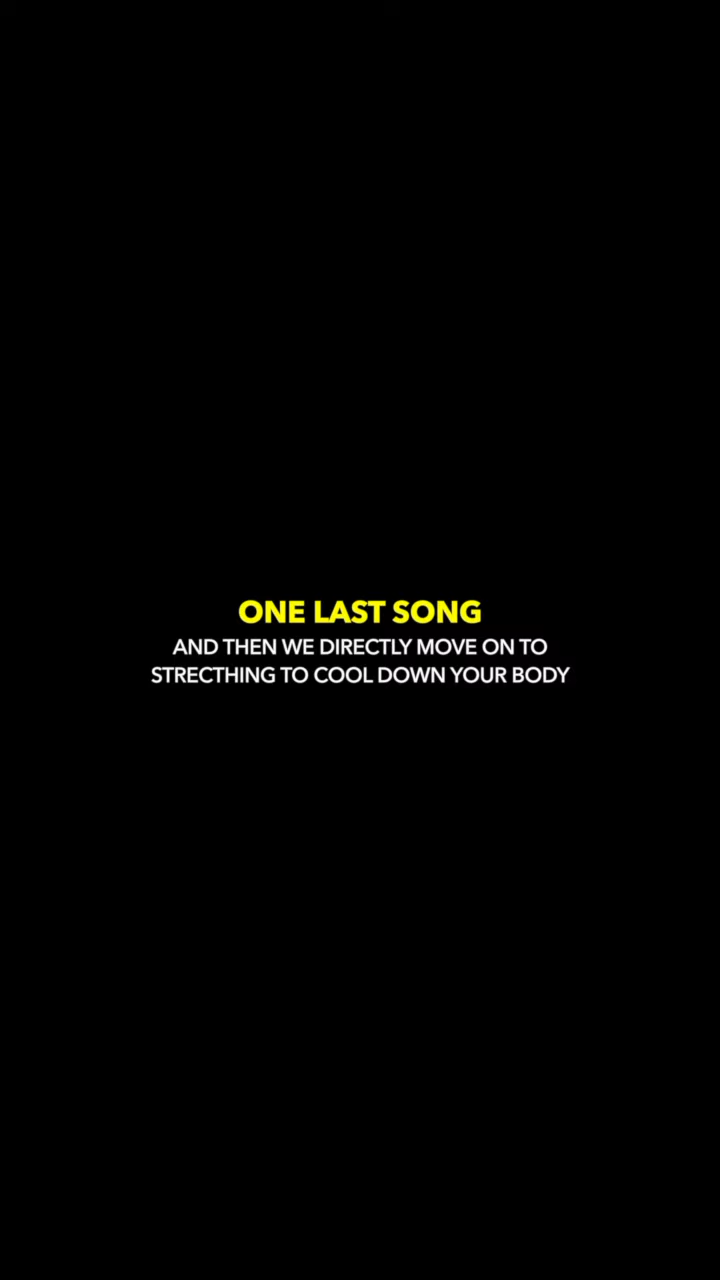 ONE LAST SONG
AND THEN WE DIRECTLY MOVE ON TO
STRECTHING TO COOL DOWN YOUR BODY